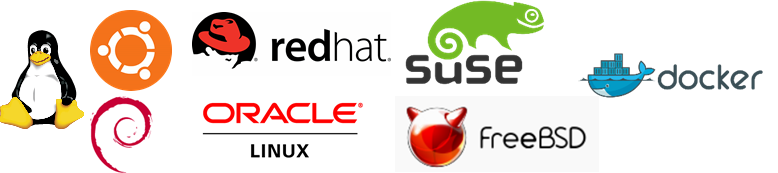 redhat.
SUSE
docker
ORACLE®
LINUX
FreeBSD